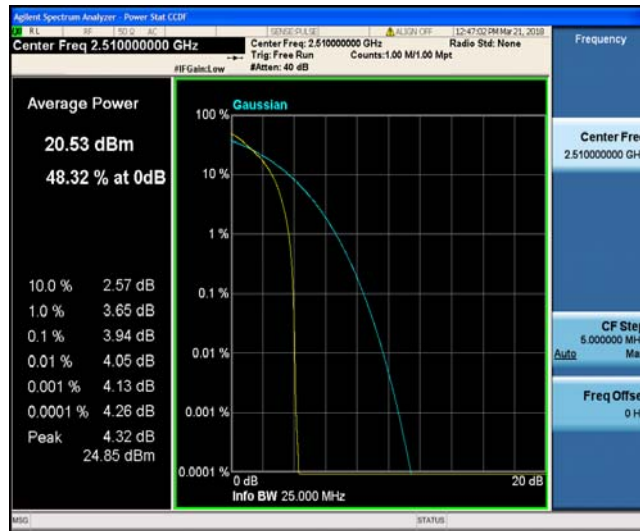 Agilent Spectrum Analyzer - Power Stat CCDF
RL RF 50 Ω AC SENSE:PULSE ALIGN OFF 12:47:02 PM Mar 21, 2018
Center Freq 2.510000000 GHz
Center Freq: 2.510000000 GHz
Radio Std: None
Trig: Free Run
Counts:1.00 M/1.00 Mpt
#IFGain:Low
#Atten: 40 dB
Frequency
Average Power
20.53 dBm
48.32 % at 0dB
10.0 % 2.57 dB
1.0 % 3.65 dB
0.1 % 3.94 dB
0.01 % 4.05 dB
0.001 % 4.13 dB
0.0001 % 4.26 dB
Peak 4.32 dB
24.85 dBm
Gaussian
100 %
10 %
1 %
0.1 %
0.01 %
0.001 %
0.0001 %
0 dB
20 dB
Info BW 25.000 MHz
Center Fre
2.510000000 GH
CF Step
5.000000 MH
Auto Ma
Freq Offse
0 H
MSG
STATUS